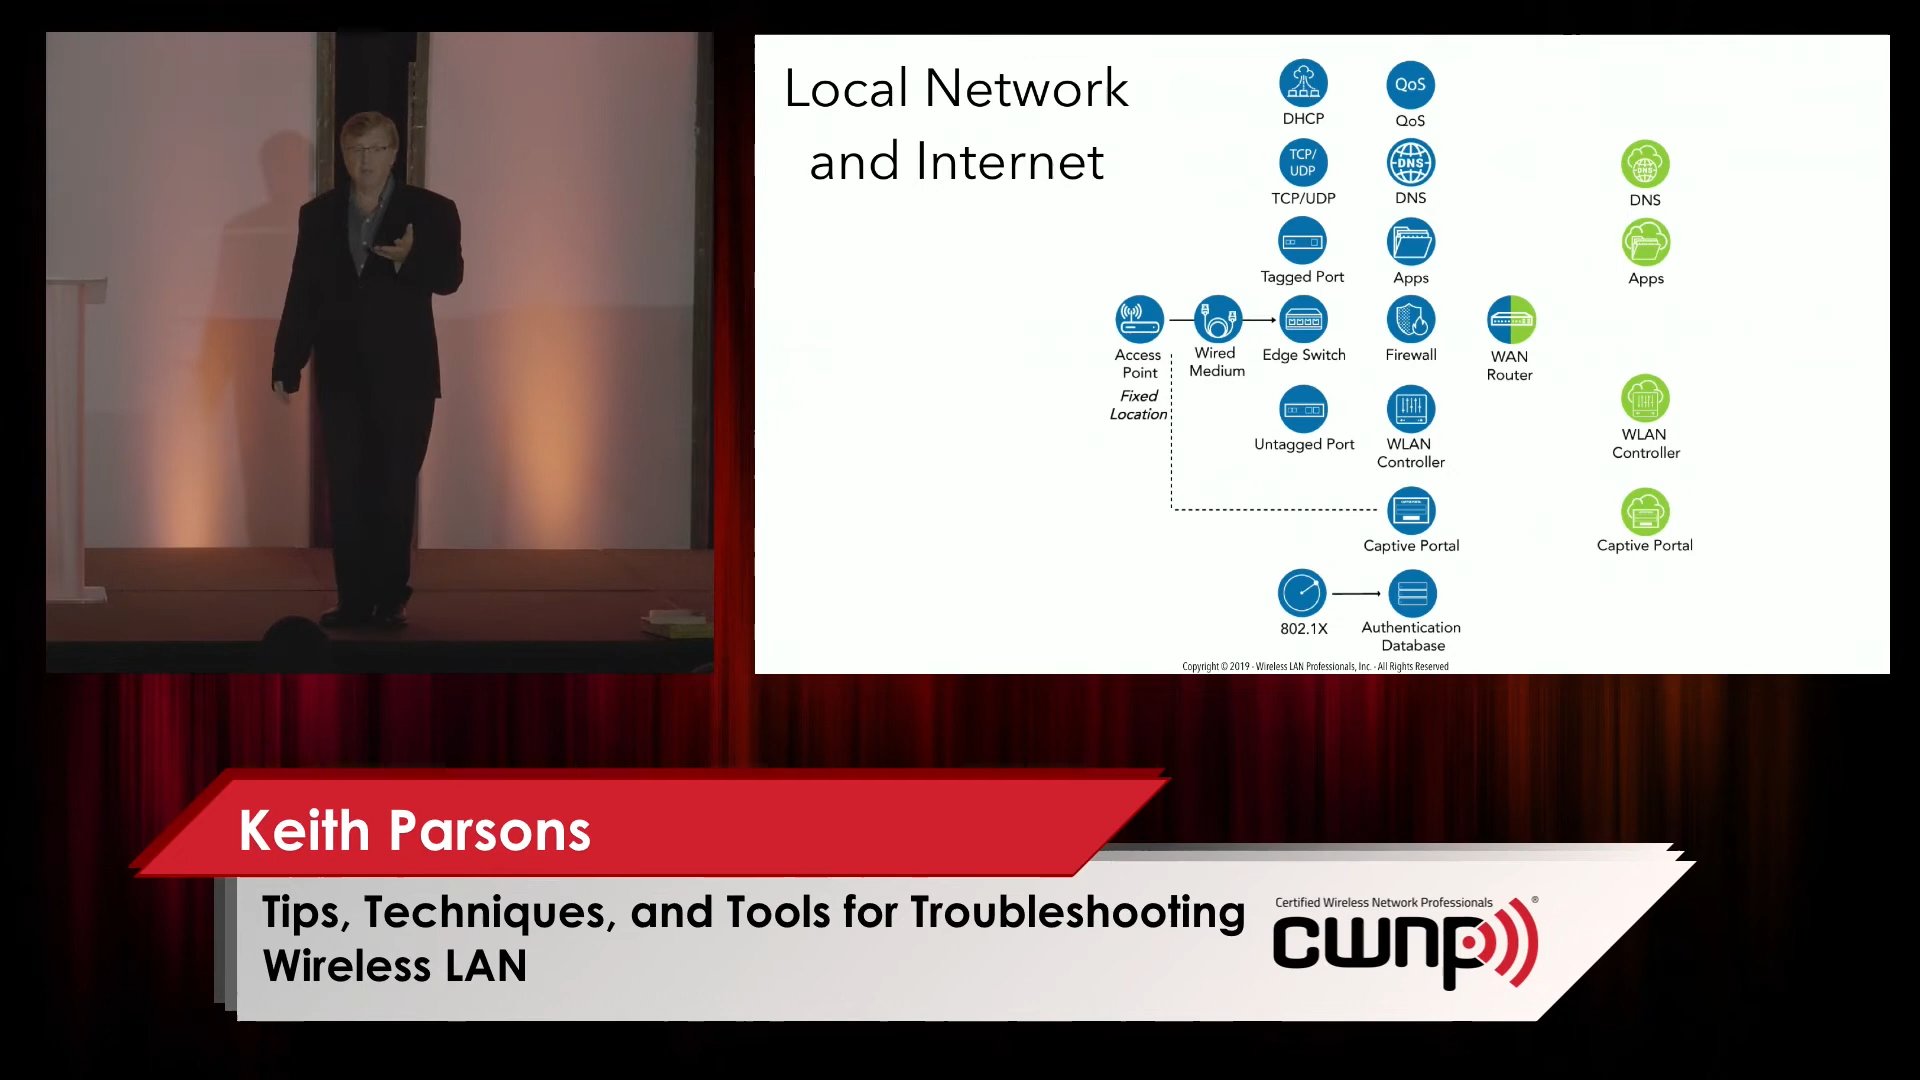 Local Network
and Internet
DHCP
QoS
QoS
TCP/
UDP
TCP/UDP
DNS
DNS
DNS
DNS
Tagged Port
Apps
Apps
Access
Point
Fixed
Location
Wired
Medium
Edge Switch
Firewall
WAN
Router
Untagged Port
WLAN
Controller
WLAN
Controller
Captive Portal
Captive Portal
802.1X
Authentication
Database
Copyright © 2019 - Wireless LAN Professionals, Inc. - All Rights Reserved
Keith Parsons
Tips, Techniques, and Tools for Troubleshooting
Wireless LAN
Certified Wireless Network Professionals ®
cwnp